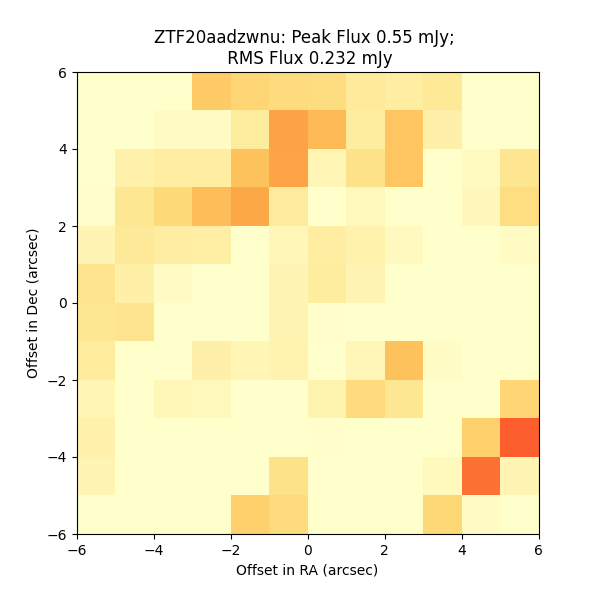 ZTF20aadzwnu: Peak Flux 0.55 mJy;
RMS Flux 0.232 mJy
6
4
2
0
−2
−4
−6
Offset in Dec (arcsec)
−6 −4 −2 0 2 4 6
Offset in RA (arcsec)